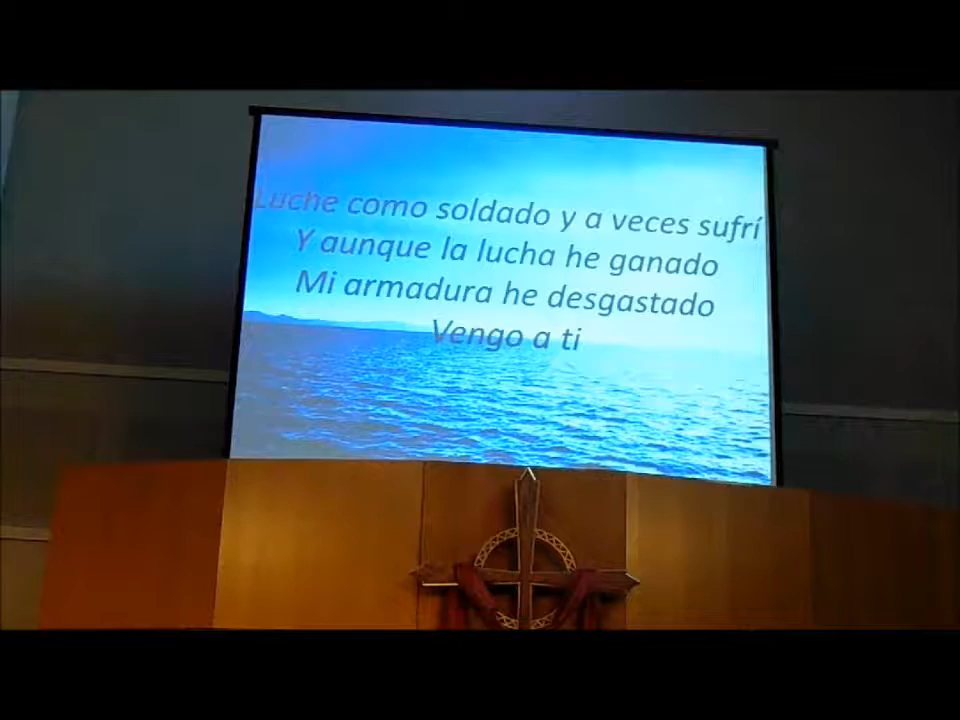 Luche como soldado y a veces sufrí
Y aunque la lucha he ganado
Mi armadura he desgastado
Vengo a ti